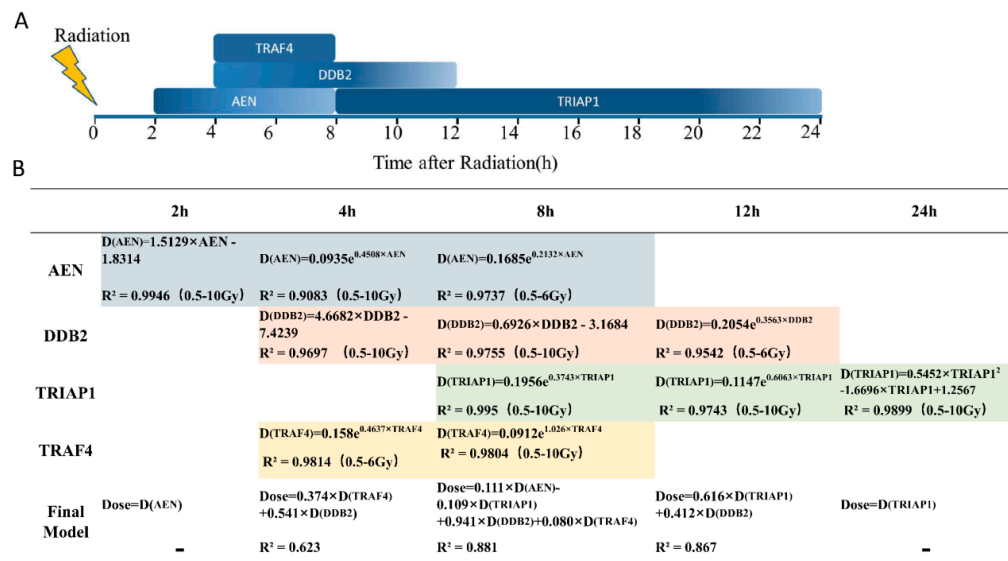 A
Radiation
TRAF4
DDB2
AEN
TRIAP1
0 2 4 6 8 10 12 14 16 18 20 22 24
Time after Radiation(h)
B
2h 4h 8h 12h 24h
AEN
D(AEN)=1.5129×AEN -
1.8314
R² = 0.9946 (0.5-10Gy)
D(AEN)=0.0935e^0.4508×AEN
R² = 0.9083 (0.5-10Gy)
D(AEN)=0.1685e^0.2132×AEN
R² = 0.9737 (0.5-6Gy)
DDB2
D(DDB2)=4.6682×DDB2 -
7.4239
R² = 0.9697 (0.5-10Gy)
D(DDB2)=0.6926×DDB2 - 3.1684
R² = 0.9755 (0.5-10Gy)
D(DDB2)=0.2054e^0.3563×DDB2
R² = 0.9542 (0.5-6Gy)
TRIAP1
D(TRIAP1)=0.1956e^0.3743×TRIAP1
R² = 0.995 (0.5-10Gy)
D(TRIAP1)=0.1147e^0.6063×TRIAP1
R² = 0.9743 (0.5-10Gy)
D(TRIAP1)=0.5452×TRIAP1²
-1.6696×TRIAP1+1.2567
R² = 0.9899 (0.5-10Gy)
TRAF4
D(TRAF4)=0.158e^0.4637×TRAF4
R² = 0.9814 (0.5-6Gy)
D(TRAF4)=0.0912e^1.026×TRAF4
R² = 0.9804 (0.5-10Gy)
Final
Model
Dose=D(AEN)
-
Dose=0.374×D(TRAF4)
+0.541×D(DDB2)
R² = 0.623
Dose=0.111×D(AEN)-
0.109×D(TRIAP1)
+0.941×D(DDB2)+0.080×D(TRAF4)
R² = 0.881
Dose=0.616×D(TRIAP1)
+0.412×D(DDB2)
R² = 0.867
Dose=D(TRIAP1)
-